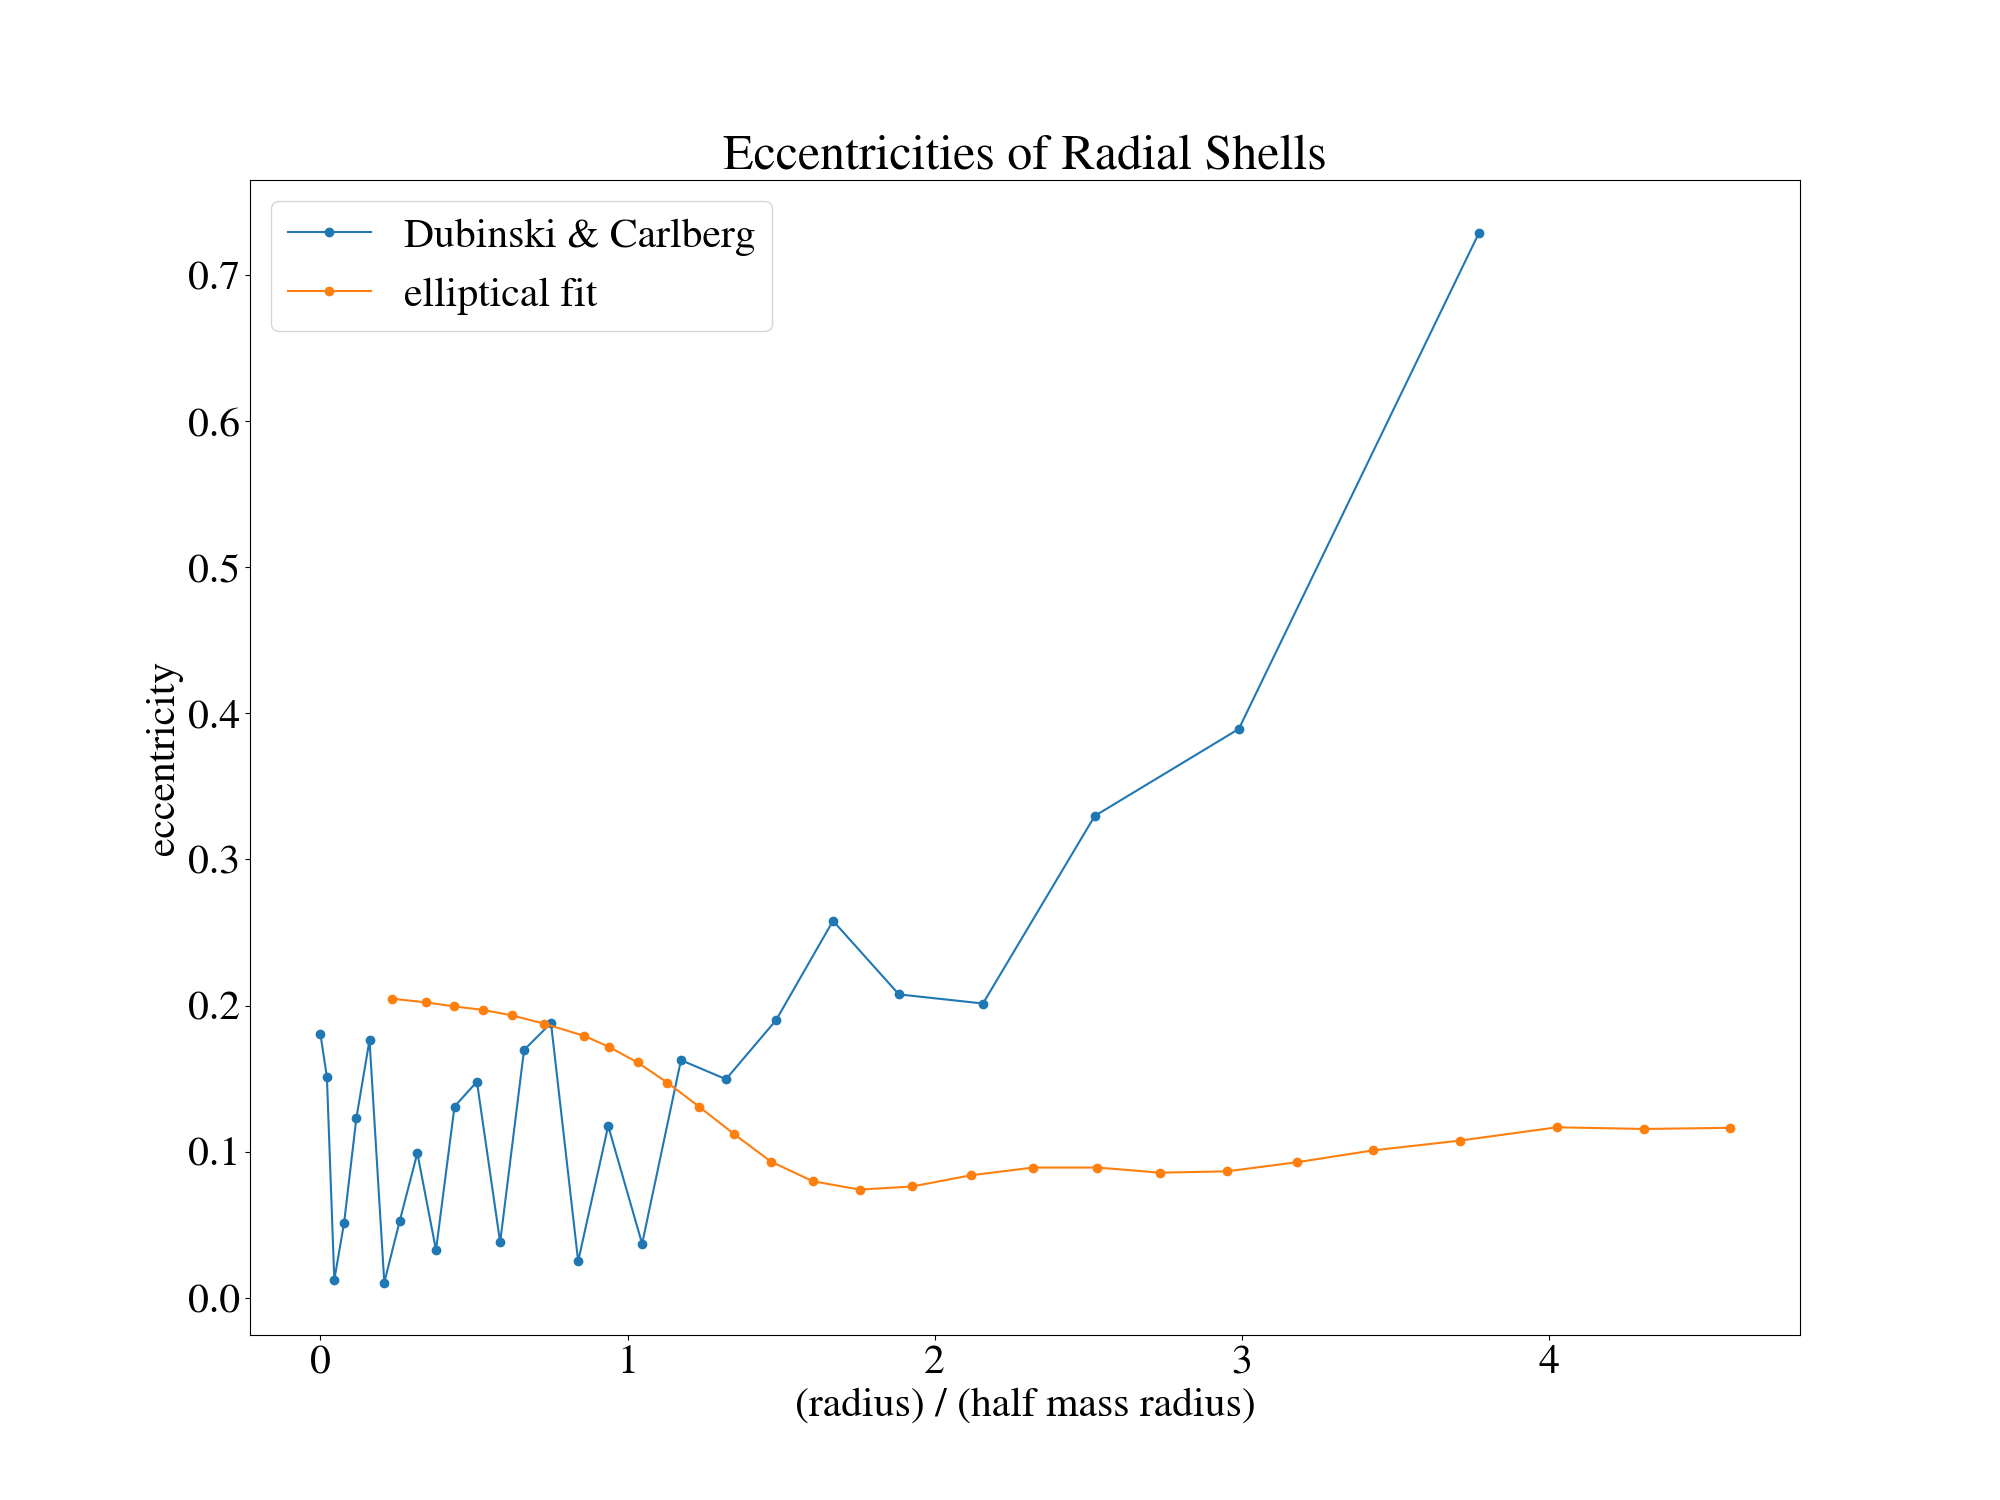 Eccentricities of Radial Shells
Dubinski & Carlberg
elliptical fit
0.7
0.6
0.5
0.4
0.3
0.2
0.1
0.0
eccentricity
0 1 2 3 4
(radius) / (half mass radius)